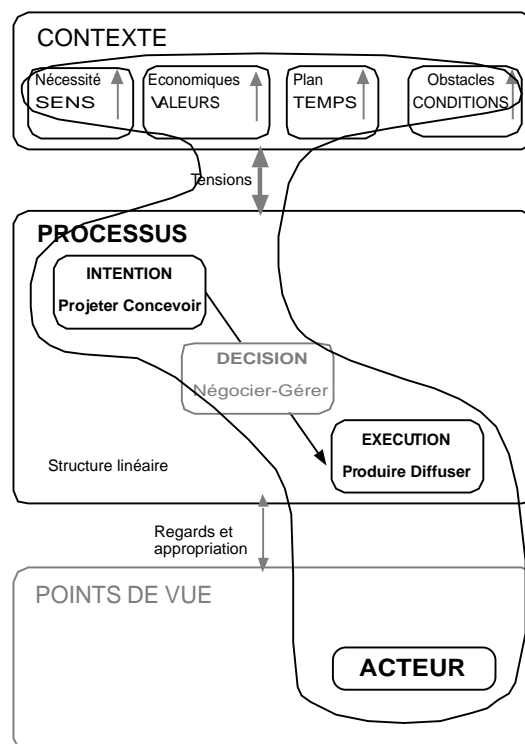 CONTEXTE
Nécessité
SENS
Economiques
VALEURS
Plan
TEMPS
Obstacles
CONDITIONS
Tensions
PROCESSUS
INTENTION
Projeter Concevoir
DECISION
Négocier-Gérer
EXECUTION
Produire Diffuser
Structure linéaire
Regards et
appropriation
POINTS DE VUE
ACTEUR